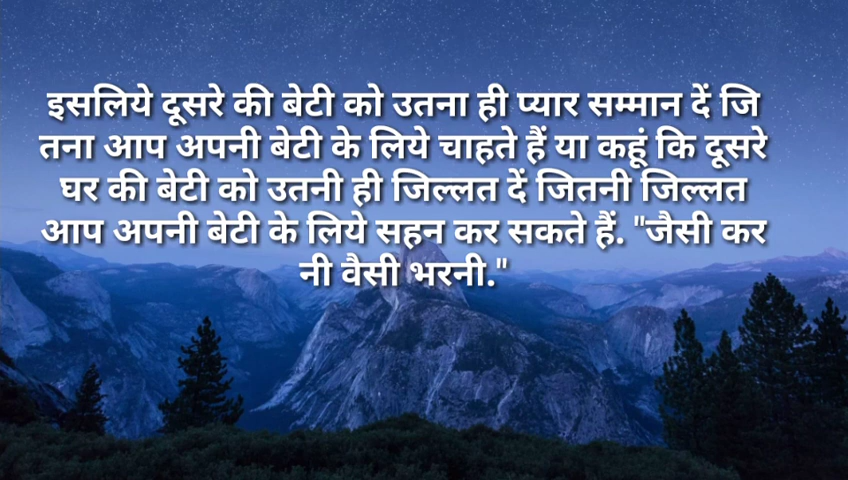 इसलिये दूसरे की बेटी को उतना ही प्यार सम्मान दें जि
तना आप अपनी बेटी के लिये चाहते हैं या कहूं कि दूसरे
घर की बेटी को उतनी ही जिल्लत दें जितनी जिल्लत
आप अपनी बेटी के लिये सहन कर सकते हैं. "जैसी कर
नी वैसी भरनी."